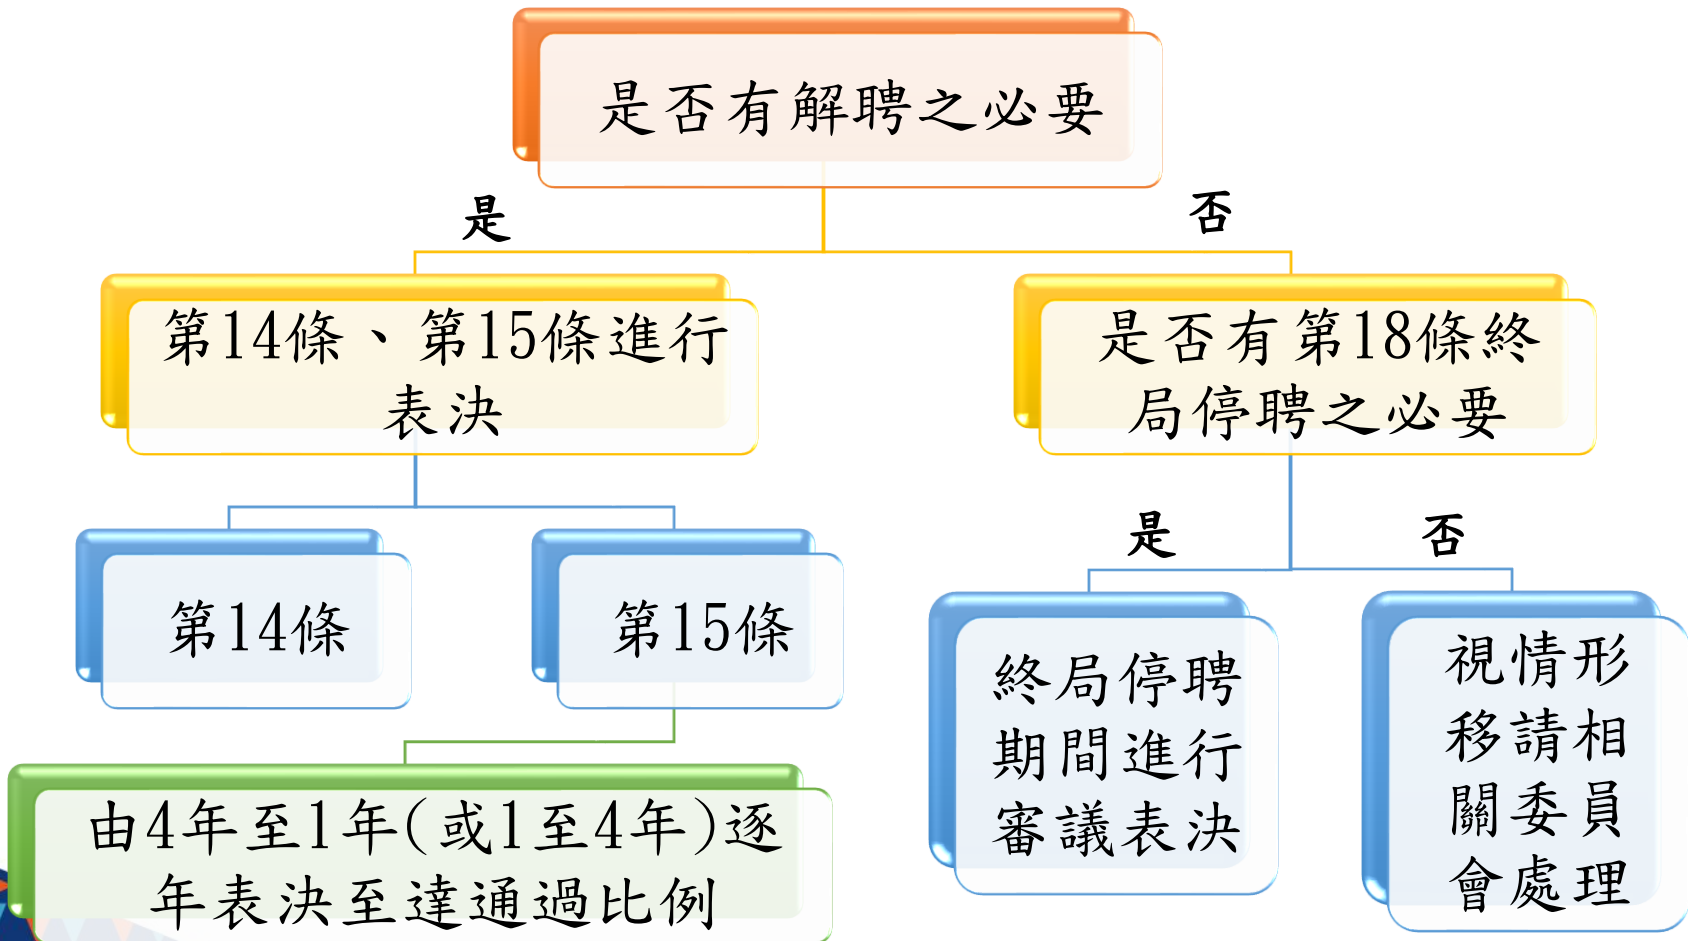 是否有解聘之必要
是
否
第14條、第15條進行
表決
是否有第18條終
局停聘之必要
是
否
第14條
第15條
終局停聘
期間進行
審議表決
視情形
移請相
關委員
會處理
由4年至1年(或1至4年)逐
年表決至達通過比例